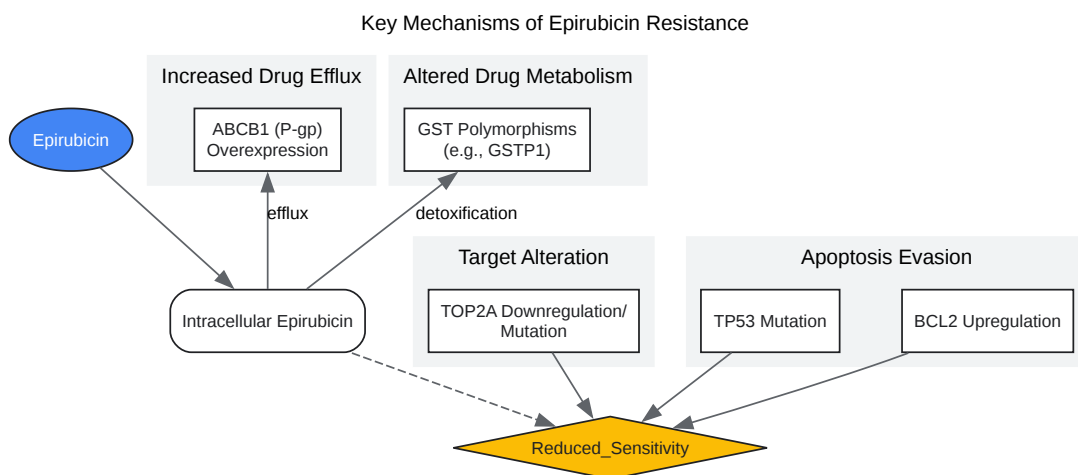 Key Mechanisms of Epirubicin Resistance
Increased Drug Efflux
Altered Drug Metabolism
Epirubicin
ABCB1 (P-gp)
Overexpression
GST Polymorphisms
(e.g., GSTP1)
efflux
detoxification
Target Alteration
Apoptosis Evasion
Intracellular Epirubicin
TOP2A Downregulation/
Mutation
TP53 Mutation
BCL2 Upregulation
Reduced_Sensitivity